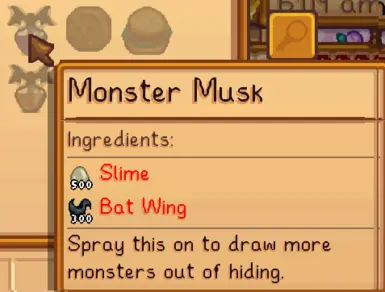 Monster Musk
Ingredients:
500 Slime
300 Bat Wing
Spray this on to draw more
monsters out of hiding.